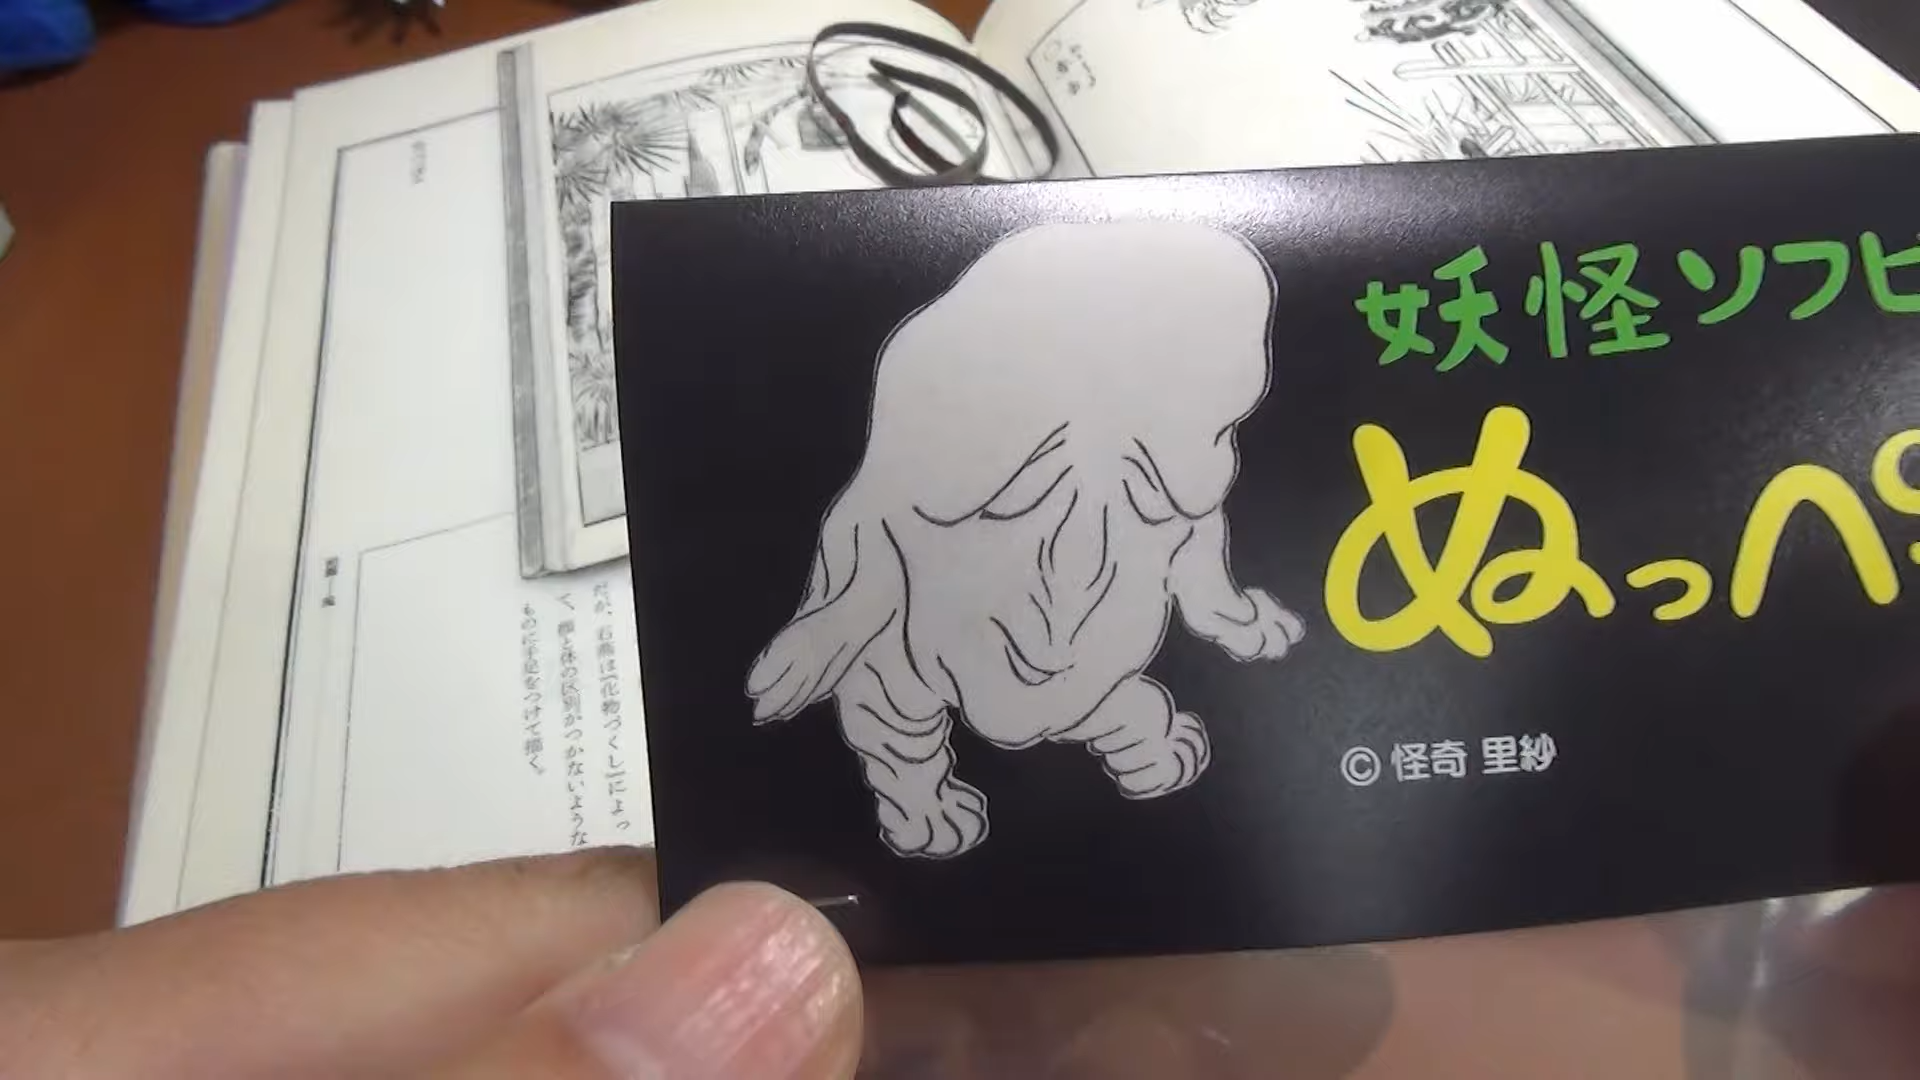 妖怪ソフビ
ぬっぺ
© 怪奇 里紗
だが、石燕は「化物づくし」によっ
て、顔と体の区別がつかないような
ものに手足をつけて描く。